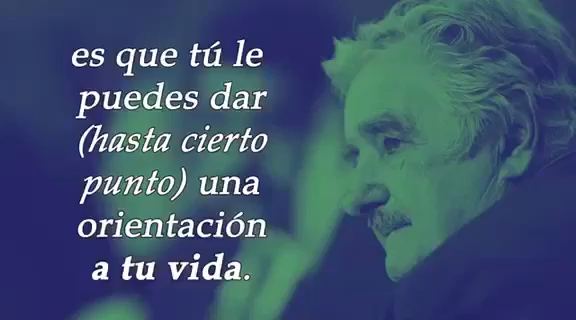 es que tú le
puedes dar
(hasta cierto
punto) una
orientación
a tu vida.